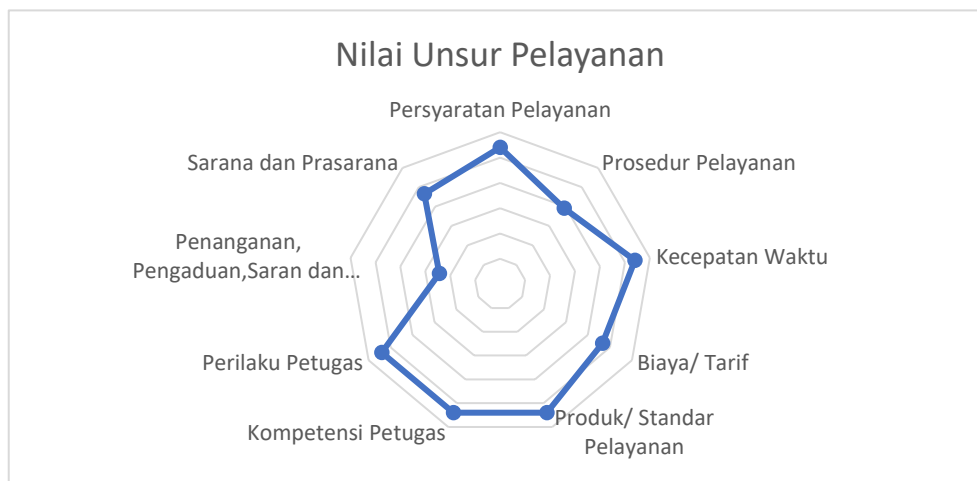 Nilai Unsur Pelayanan
Persyaratan Pelayanan
Prosedur Pelayanan
Kecepatan Waktu
Biaya/ Tarif
Produk/ Standar
Pelayanan
Kompetensi Petugas
Perilaku Petugas
Penanganan,
Pengaduan,Saran dan...
Sarana dan Prasarana